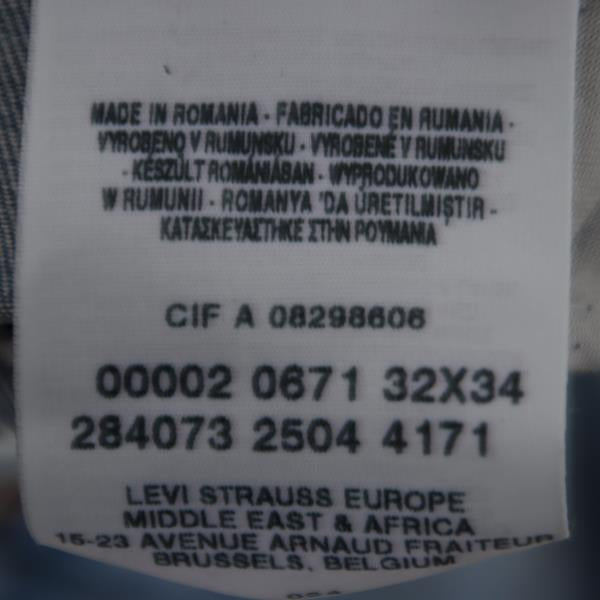 MADE IN ROMANIA - FABRICADO EN RUMANIA -
VYROBENO V RUMUNSKU - VYROBENÉ V RUMUNSKU
- KÉSZÜLT ROMÁNIÁBAN - WYPRODUKOWANO
W RUMUNII - ROMANYA 'DA ÜRETILMIŞTIR -
ΚΑΤΑΣΚΕΥΑΣΤΗΚΕ ΣΤΗΝ ΡΟΥΜΑΝΙΑ
CIF A 08298606
00002 0671 32X34
284073 2504 4171
LEVI STRAUSS EUROPE
MIDDLE EAST & AFRICA
15-23 AVENUE ARNAUD FRAITEUR
BRUSSELS, BELGIUM